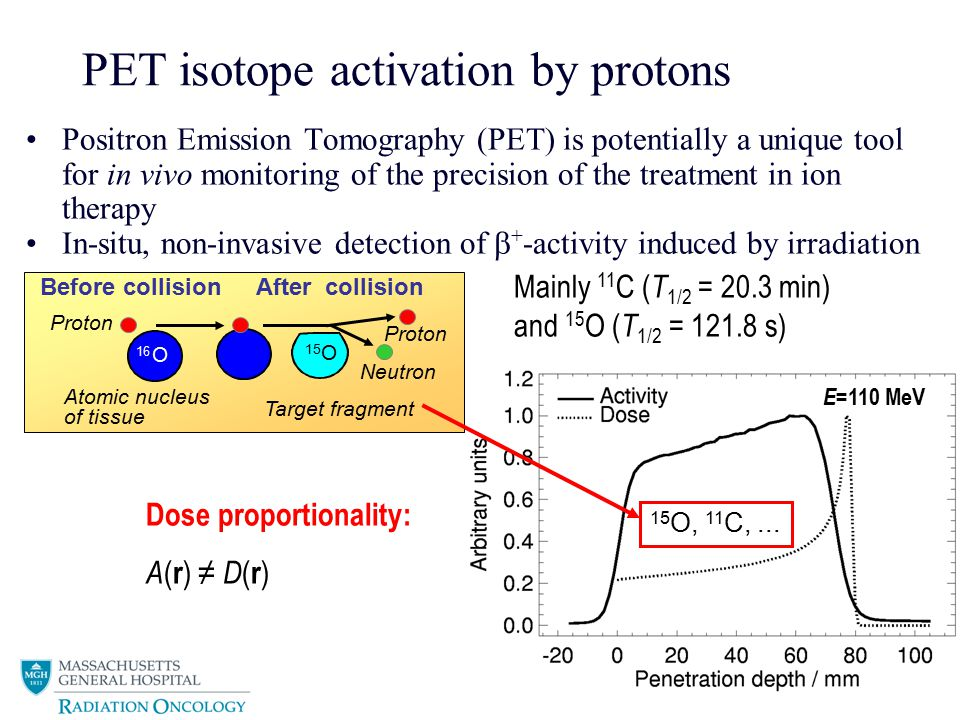 PET isotope activation by protons
• Positron Emission Tomography (PET) is potentially a unique tool
for in vivo monitoring of the precision of the treatment in ion
therapy
• In-situ, non-invasive detection of β⁺-activity induced by irradiation
Before collision After collision
Proton
Proton
¹⁶O
¹⁵O
Neutron
Atomic nucleus
of tissue
Target fragment
Mainly ¹¹C (T₁/₂ = 20.3 min)
and ¹⁵O (T₁/₂ = 121.8 s)
Dose proportionality:
A(r) ≠ D(r)
Activity
Dose
E=110 MeV
¹⁵O, ¹¹C, ...
Arbitrary units
1.2
1.0
0.8
0.6
0.4
0.2
0.0
-20 0 20 40 60 80 100
Penetration depth / mm
MGH
1811
MASSACHUSETTS
GENERAL HOSPITAL
RADIATION ONCOLOGY